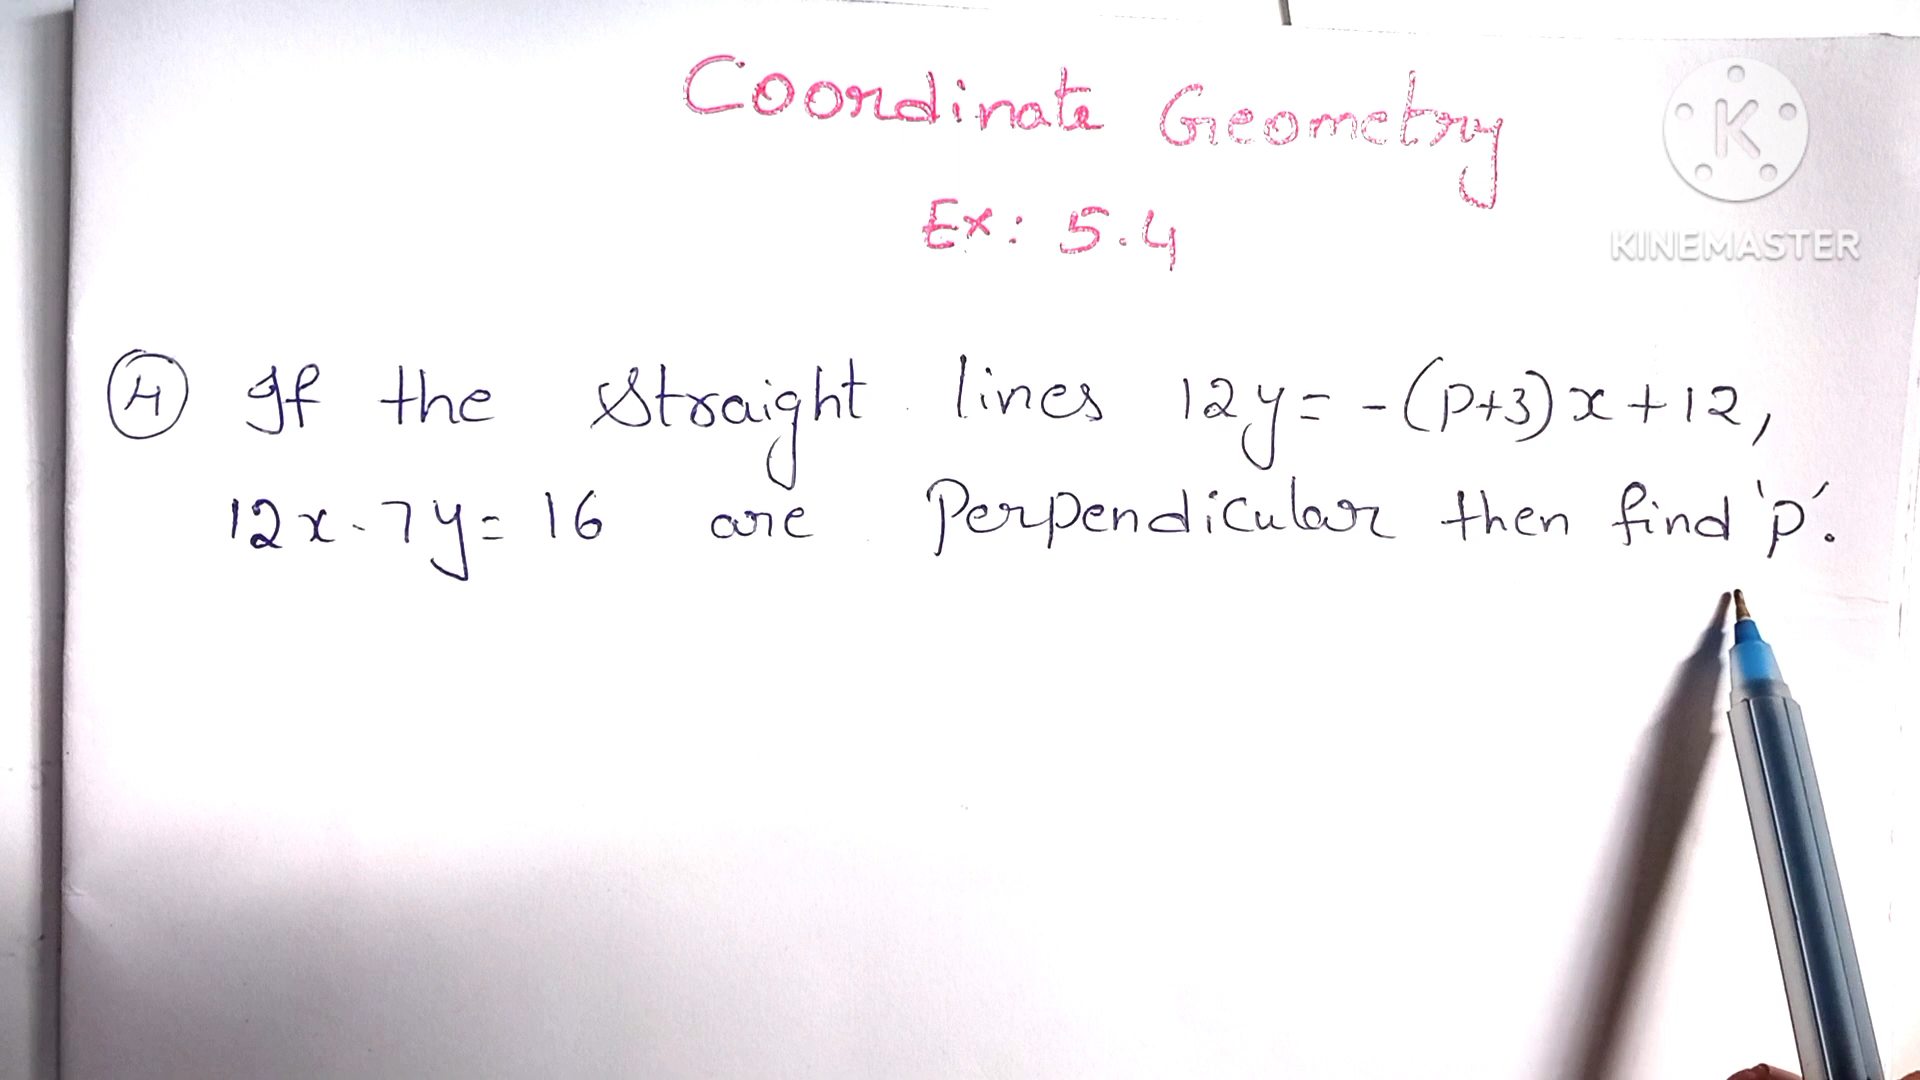 Coordinate Geometry
K
KINEMASTER
Ex: 5.4
4 If the Straight lines 12y = -(P+3)x + 12,
12x - 7y = 16 are Perpendicular then find 'p'.